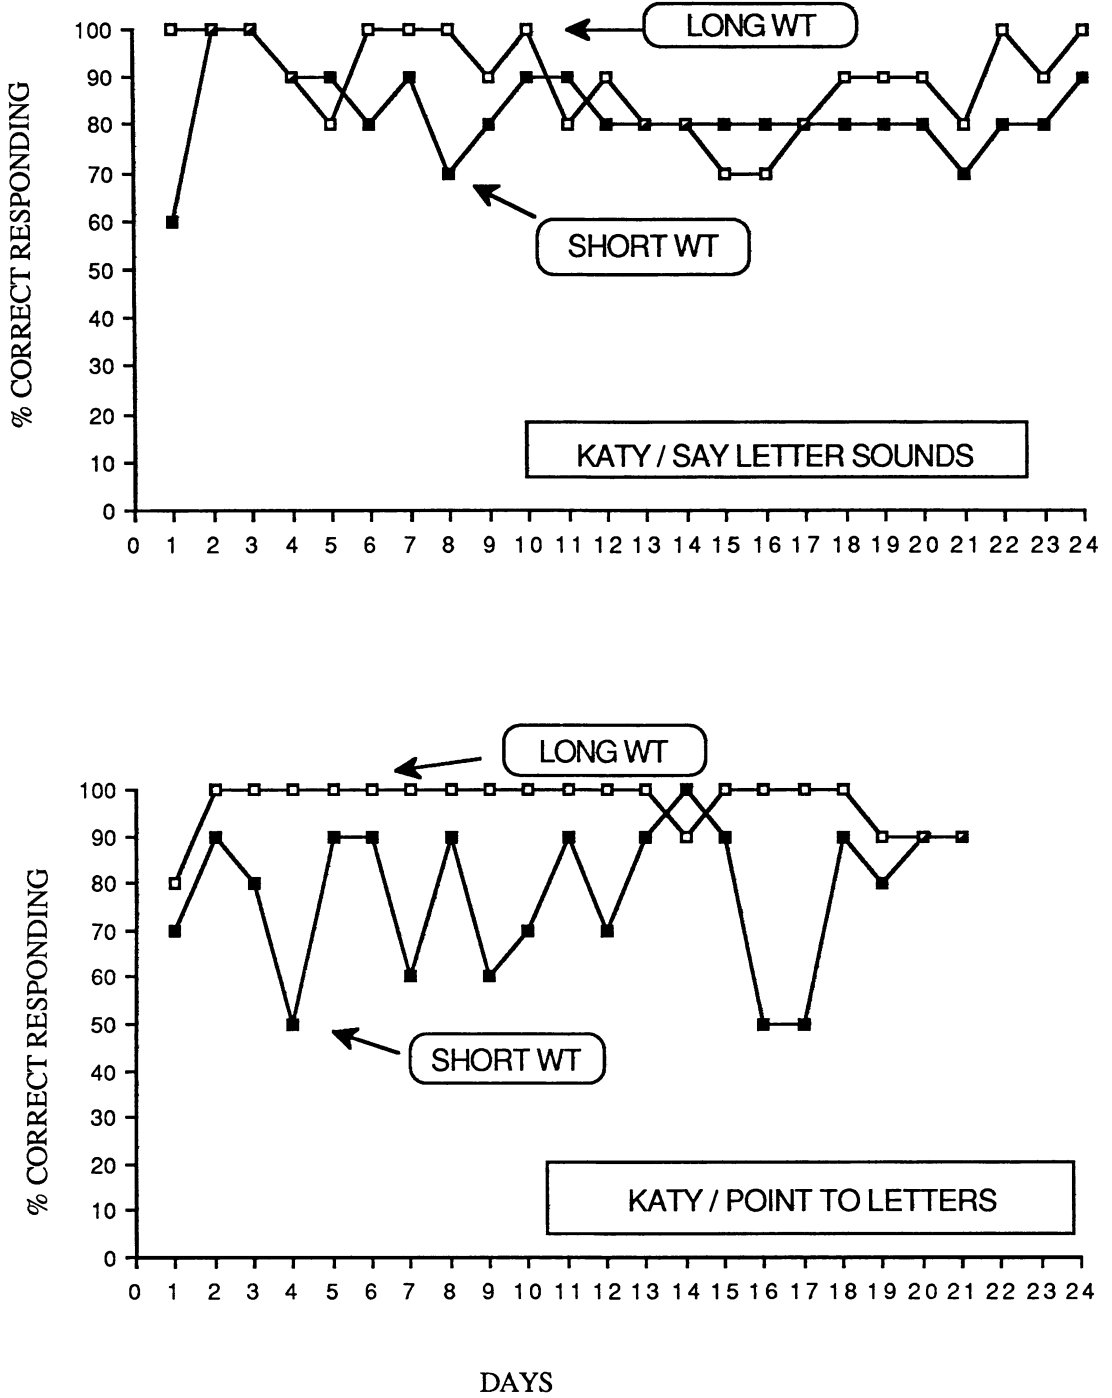 LONG WT
100
90
80
70
60
50
40
30
20
10
0
% CORRECT RESPONDING
SHORT WT
KATY / SAY LETTER SOUNDS
0 1 2 3 4 5 6 7 8 9 10 11 12 13 14 15 16 17 18 19 20 21 22 23 24
LONG WT
100
90
80
70
60
50
40
30
20
10
0
% CORRECT RESPONDING
SHORT WT
KATY / POINT TO LETTERS
0 1 2 3 4 5 6 7 8 9 10 11 12 13 14 15 16 17 18 19 20 21 22 23 24
DAYS